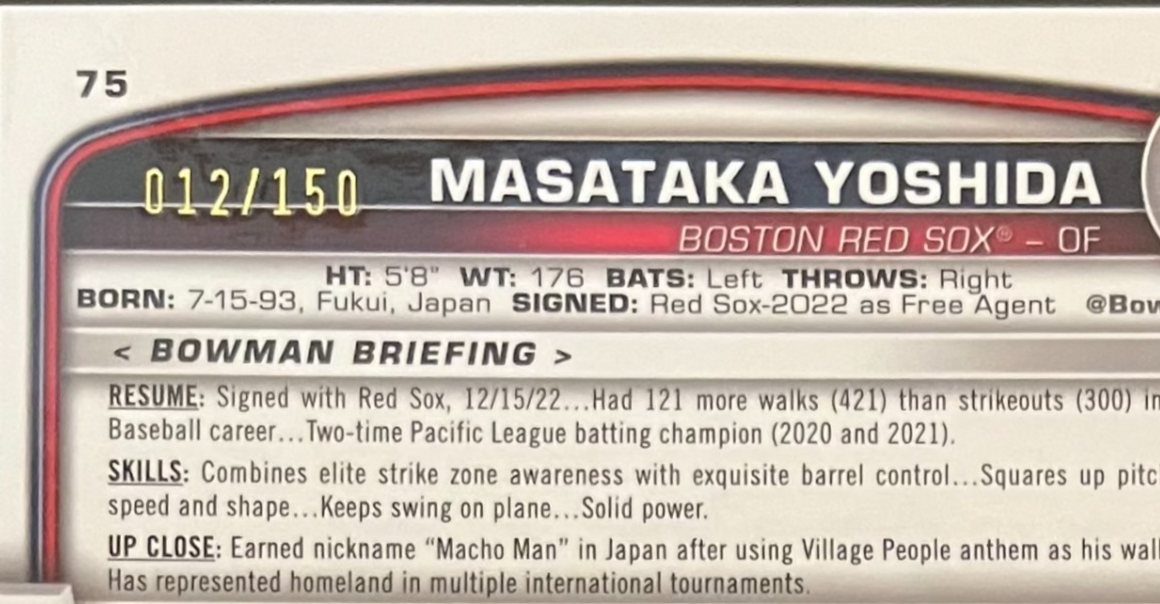 75
012/150
MASATAKA YOSHIDA
BOSTON RED SOX® – OF
HT: 5'8" WT: 176 BATS: Left THROWS: Right
BORN: 7-15-93, Fukui, Japan SIGNED: Red Sox-2022 as Free Agent
< BOWMAN BRIEFING >
RESUME: Signed with Red Sox, 12/15/22...Had 121 more walks (421) than strikeouts (300) in
Baseball career...Two-time Pacific League batting champion (2020 and 2021).
SKILLS: Combines elite strike zone awareness with exquisite barrel control...Squares up
speed and shape...Keeps swing on plane...Solid power.
UP CLOSE: Earned nickname “Macho Man” in Japan after using Village People anthem as his
Has represented homeland in multiple international tournaments.